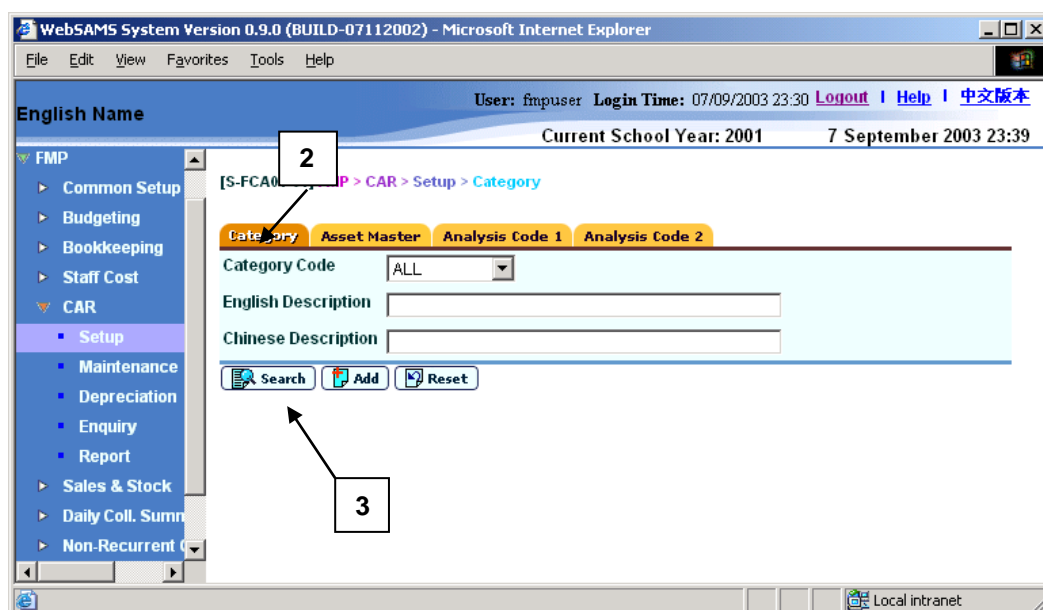 WebSAMS System Version 0.9.0 (BUILD-07112002) - Microsoft Internet Explorer
File Edit View Favorites Tools Help
User: fmpuser Login Time: 07/09/2003 23:30 Logout | Help | 中文版本
English Name
Current School Year: 2001 7 September 2003 23:39
FMP
Common Setup
Budgeting
Bookkeeping
Staff Cost
CAR
Setup
Maintenance
Depreciation
Enquiry
Report
Sales & Stock
Daily Coll. Summ
Non-Recurrent
2
[S-FCA0 > CAR > Setup > Category
Category Asset Master Analysis Code 1 Analysis Code 2
Category Code ALL
English Description
Chinese Description
Search Add Reset
3
Local intranet